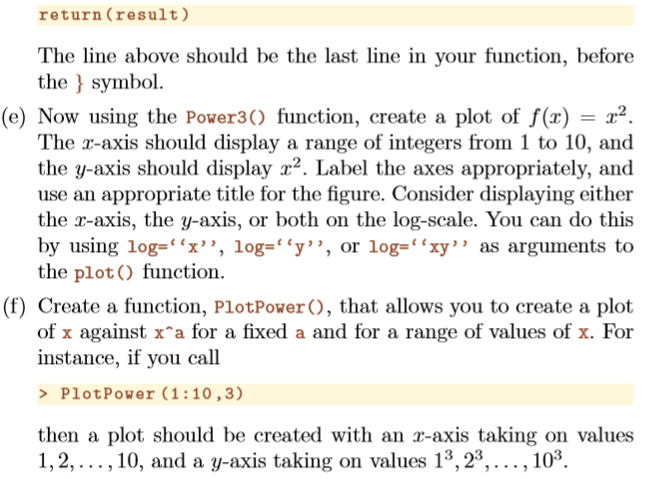 return(result)
The line above should be the last line in your function, before
the } symbol.
(e) Now using the Power3() function, create a plot of f(x) = x².
The x-axis should display a range of integers from 1 to 10, and
the y-axis should display x². Label the axes appropriately, and
use an appropriate title for the figure. Consider displaying either
the x-axis, the y-axis, or both on the log-scale. You can do this
by using log=‘‘x’’, log=‘‘y’’, or log=‘‘xy’’ as arguments to
the plot() function.
(f) Create a function, PlotPower(), that allows you to create a plot
of x against x^a for a fixed a and for a range of values of x. For
instance, if you call
> PlotPower(1:10,3)
then a plot should be created with an x-axis taking on values
1, 2, . . . , 10, and a y-axis taking on values 1³, 2³, . . . , 10³.